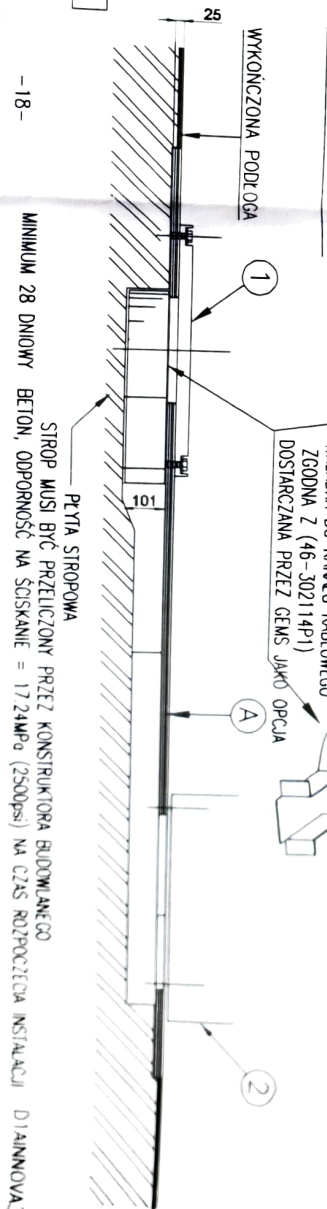 25
WYKOŃCZONA PODŁOGA
1
KABLOWEGO
ZGODNA Z (46-302114P1)
DOSTARCZANA PRZEZ GEMS JAKO OPCJA
A
2
101
PŁYTA STROPOWA
STROP MUSI BYĆ PRZELICZONY PRZEZ KONSTRUKTORA BUDOWLANEGO
MINIMUM 28 DNIOWY BETON, ODPORNOŚĆ NA ŚCISKANIE = 17.24MPa (2500psi) NA CZAS ROZPOCZĘCIA INSTALACJI
-18-